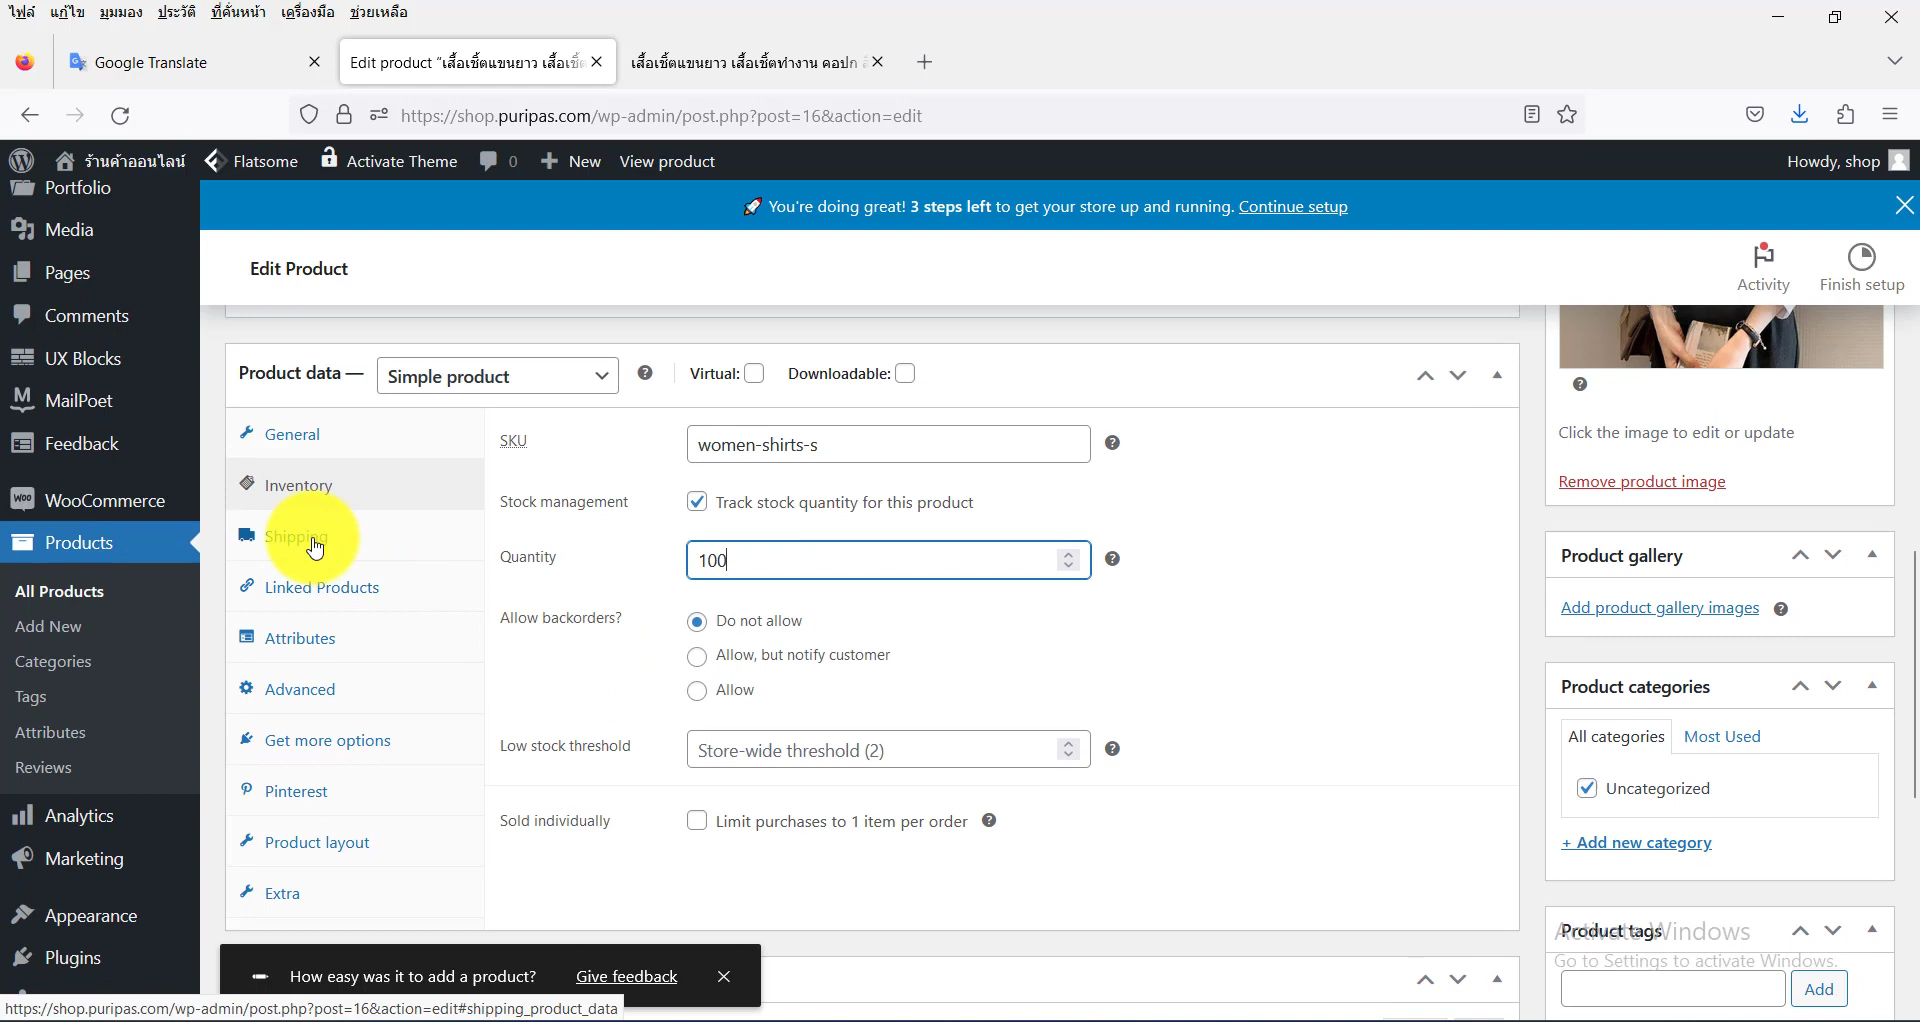 ไฟล์ แก้ไข มุมมอง ประวัติ ที่คั่นหน้า เครื่องมือ ช่วยเหลือ
Google Translate
Edit product "เสื้อเชิ้ตแขนยาว เสื้อเชิ้ต
เสื้อเชิ้ตแขนยาว เสื้อเชิ้ตทำงาน คอปก
https://shop.puripas.com/wp-admin/post.php?post=16&action=edit
ร้านค้าออนไลน์ Flatsome Activate Theme 0 New View product Howdy, shop
🚀 You're doing great! 3 steps left to get your store up and running. Continue setup
Edit Product
Activity
Finish setup
Portfolio
Media
Pages
Comments
UX Blocks
MailPoet
Feedback
WooCommerce
Products
All Products
Add New
Categories
Tags
Attributes
Reviews
Analytics
Marketing
Appearance
Plugins
Product data — Simple product Virtual: Downloadable:
General
Inventory
Shipping
Linked Products
Attributes
Advanced
Get more options
Pinterest
Product layout
Extra
SKU women-shirts-s
Stock management Track stock quantity for this product
Quantity 100
Allow backorders? Do not allow
Allow, but notify customer
Allow
Low stock threshold Store-wide threshold (2)
Sold individually Limit purchases to 1 item per order
Click the image to edit or update
Remove product image
Product gallery
Add product gallery images
Product categories
All categories Most Used
Uncategorized
+ Add new category
Product tags
Add
Activate Windows
Go to Settings to activate Windows.
How easy was it to add a product? Give feedback
https://shop.puripas.com/wp-admin/post.php?post=16&action=edit#shipping_product_data